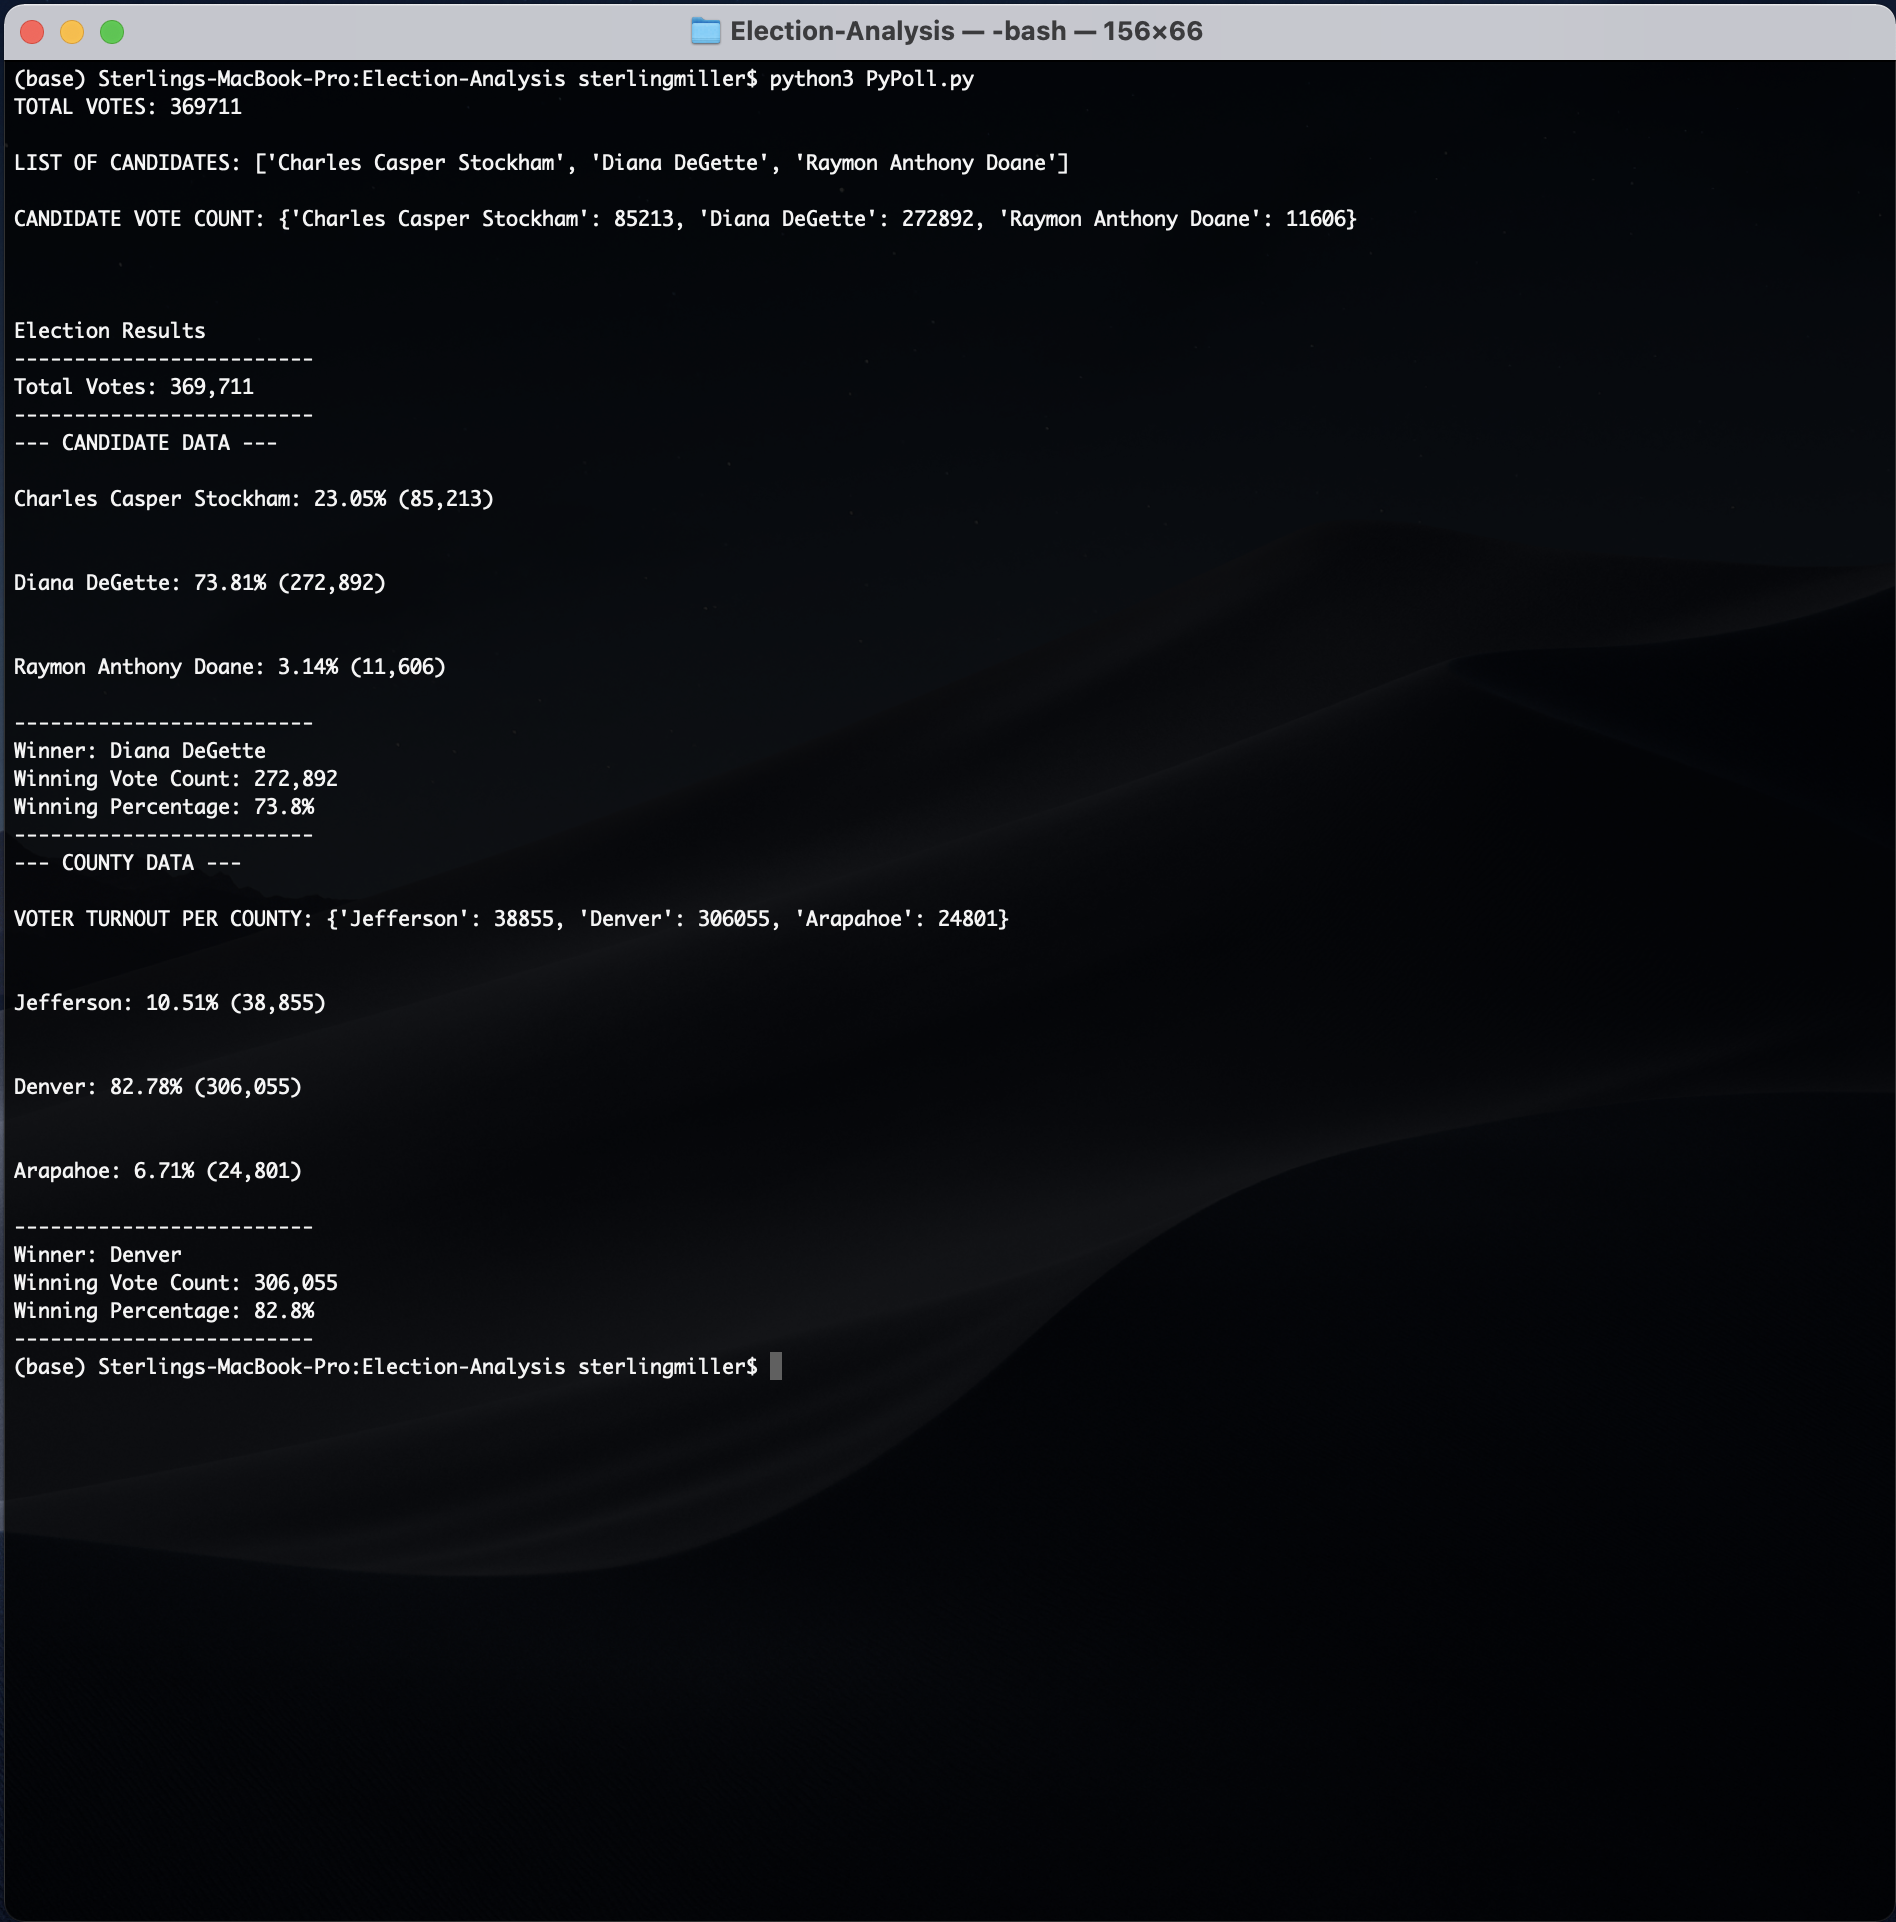 Election-Analysis — -bash — 156×66
(base) Sterlings-MacBook-Pro:Election-Analysis sterlingmiller$ python3 PyPoll.py
TOTAL VOTES: 369711
LIST OF CANDIDATES: ['Charles Casper Stockham', 'Diana DeGette', 'Raymon Anthony Doane']
CANDIDATE VOTE COUNT: {'Charles Casper Stockham': 85213, 'Diana DeGette': 272892, 'Raymon Anthony Doane': 11606}
Election Results
-------------------------
Total Votes: 369,711
-------------------------
--- CANDIDATE DATA ---
Charles Casper Stockham: 23.05% (85,213)
Diana DeGette: 73.81% (272,892)
Raymon Anthony Doane: 3.14% (11,606)
-------------------------
Winner: Diana DeGette
Winning Vote Count: 272,892
Winning Percentage: 73.8%
-------------------------
--- COUNTY DATA ---
VOTER TURNOUT PER COUNTY: {'Jefferson': 38855, 'Denver': 306055, 'Arapahoe': 24801}
Jefferson: 10.51% (38,855)
Denver: 82.78% (306,055)
Arapahoe: 6.71% (24,801)
-------------------------
Winner: Denver
Winning Vote Count: 306,055
Winning Percentage: 82.8%
-------------------------
(base) Sterlings-MacBook-Pro:Election-Analysis sterlingmiller$